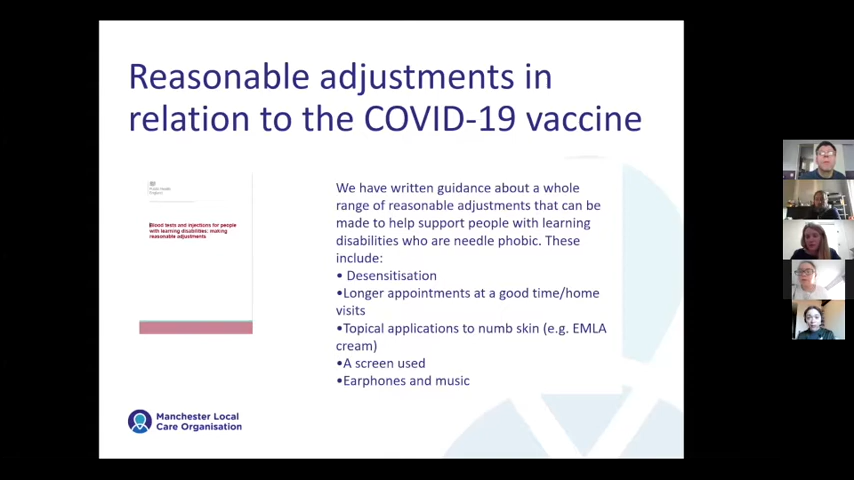 Reasonable adjustments in
relation to the COVID-19 vaccine
Public Health
England
Blood tests and injections for people
with learning disabilities: making
reasonable adjustments
We have written guidance about a whole
range of reasonable adjustments that can be
made to help support people with learning
disabilities who are needle phobic. These
include:
• Desensitisation
•Longer appointments at a good time/home
visits
•Topical applications to numb skin (e.g. EMLA
cream)
•A screen used
•Earphones and music
Manchester Local
Care Organisation